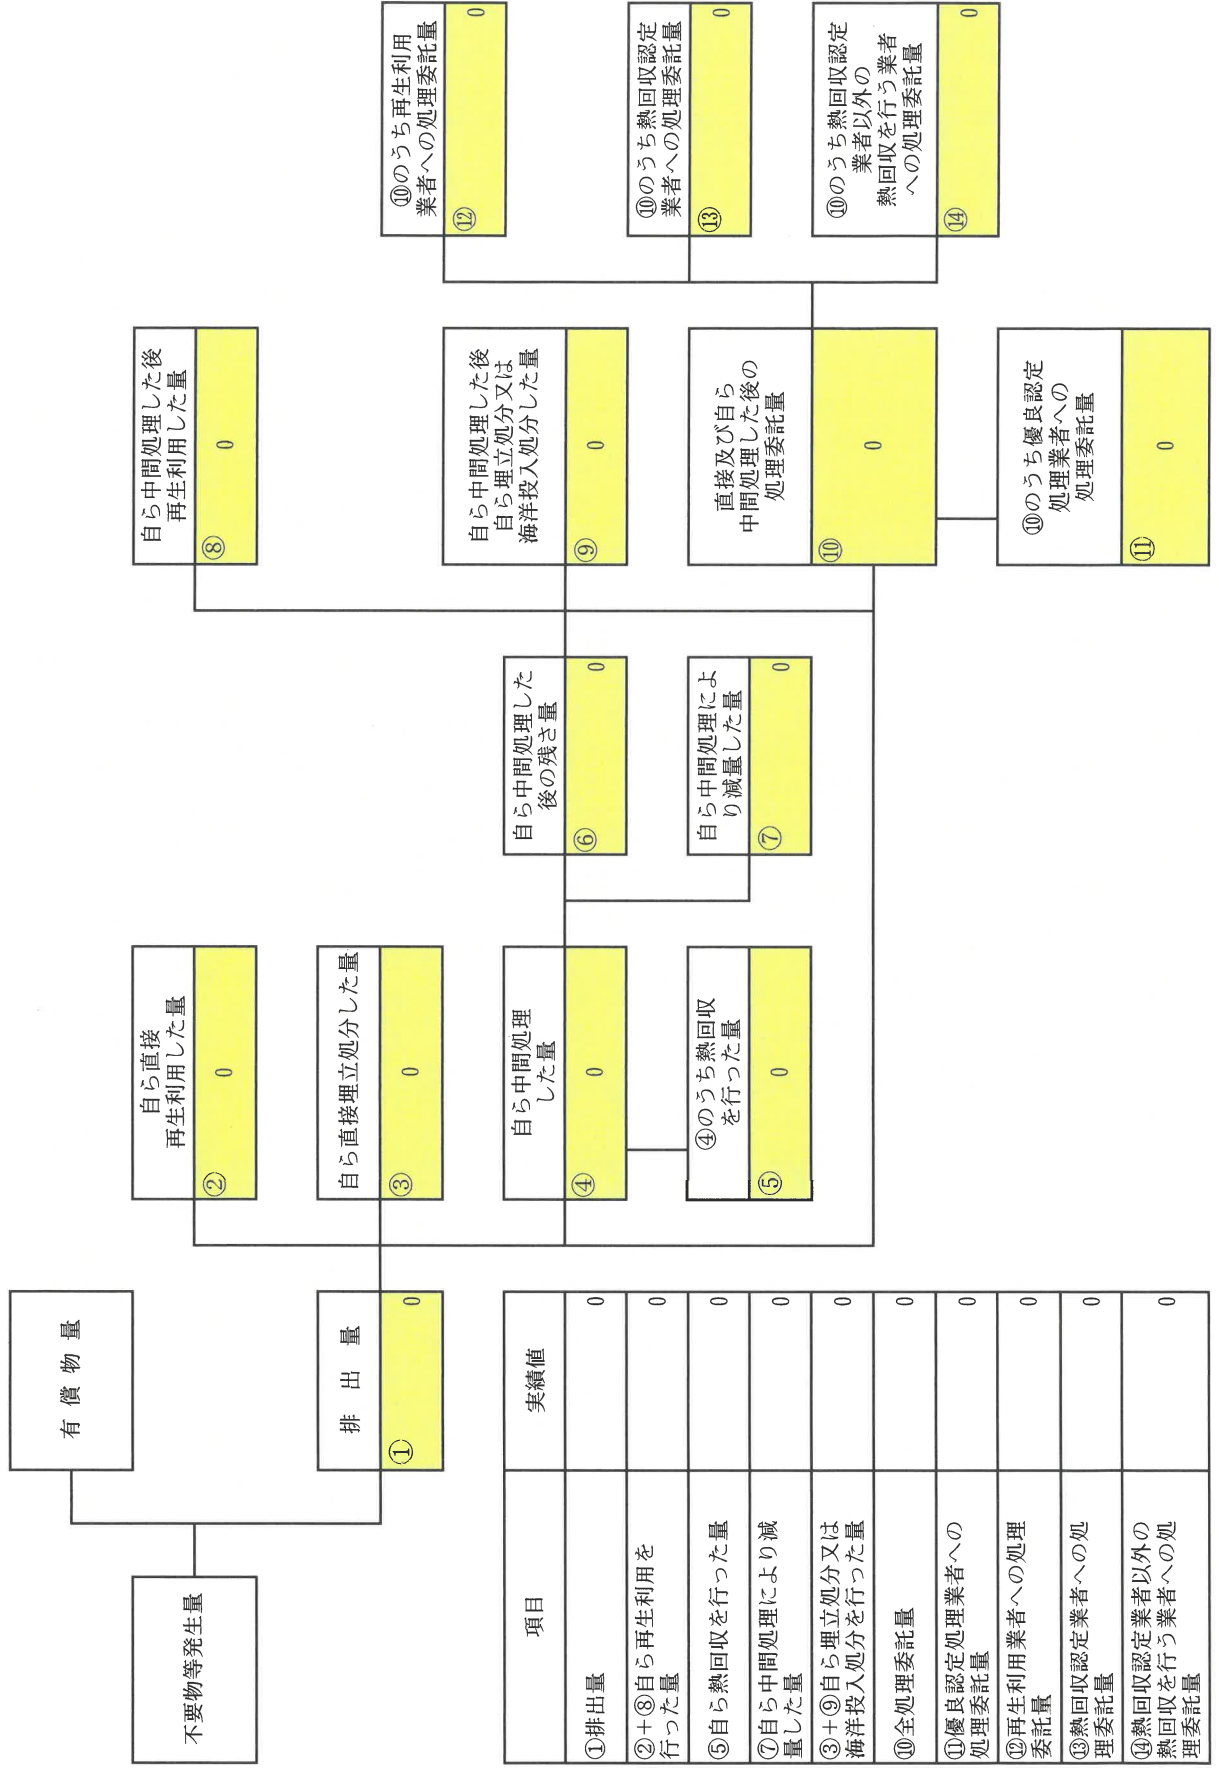 不要物等発生量
有 償 物 量
排 出 量
①
0
自ら直接
再生利用した量
②
0
自ら直接埋立処分した量
③
0
自ら中間処理
した量
④
0
④のうち熱回収
を行った量
⑤
0
自ら中間処理した
後の残さ量
⑥
0
自ら中間処理によ
り減量した量
⑦
0
自ら中間処理した後
再生利用した量
⑧
0
自ら中間処理した後
自ら埋立処分又は
海洋投入処分した量
⑨
0
直接及び自ら
中間処理した後の
処理委託量
⑩
0
⑩のうち優良認定
処理業者への
処理委託量
⑪
0
⑩のうち再生利用
業者への処理委託量
⑫
0
⑩のうち熱回収認定
業者への処理委託量
⑬
0
⑩のうち熱回収認定
業者以外の
熱回収を行う業者
への処理委託量
⑭
0
項目 実績値
①排出量 0
②+⑧自ら再生利用を
行った量 0
⑤自ら熱回収を行った量 0
⑦自ら中間処理により減
量した量 0
③+⑨自ら埋立処分又は
海洋投入処分を行った量 0
⑩全処理委託量 0
⑪優良認定処理業者への
処理委託量 0
⑫再生利用業者への処理
委託量 0
⑬熱回収認定業者への処
理委託量 0
⑭熱回収認定業者以外の
熱回収を行う業者への処
理委託量 0